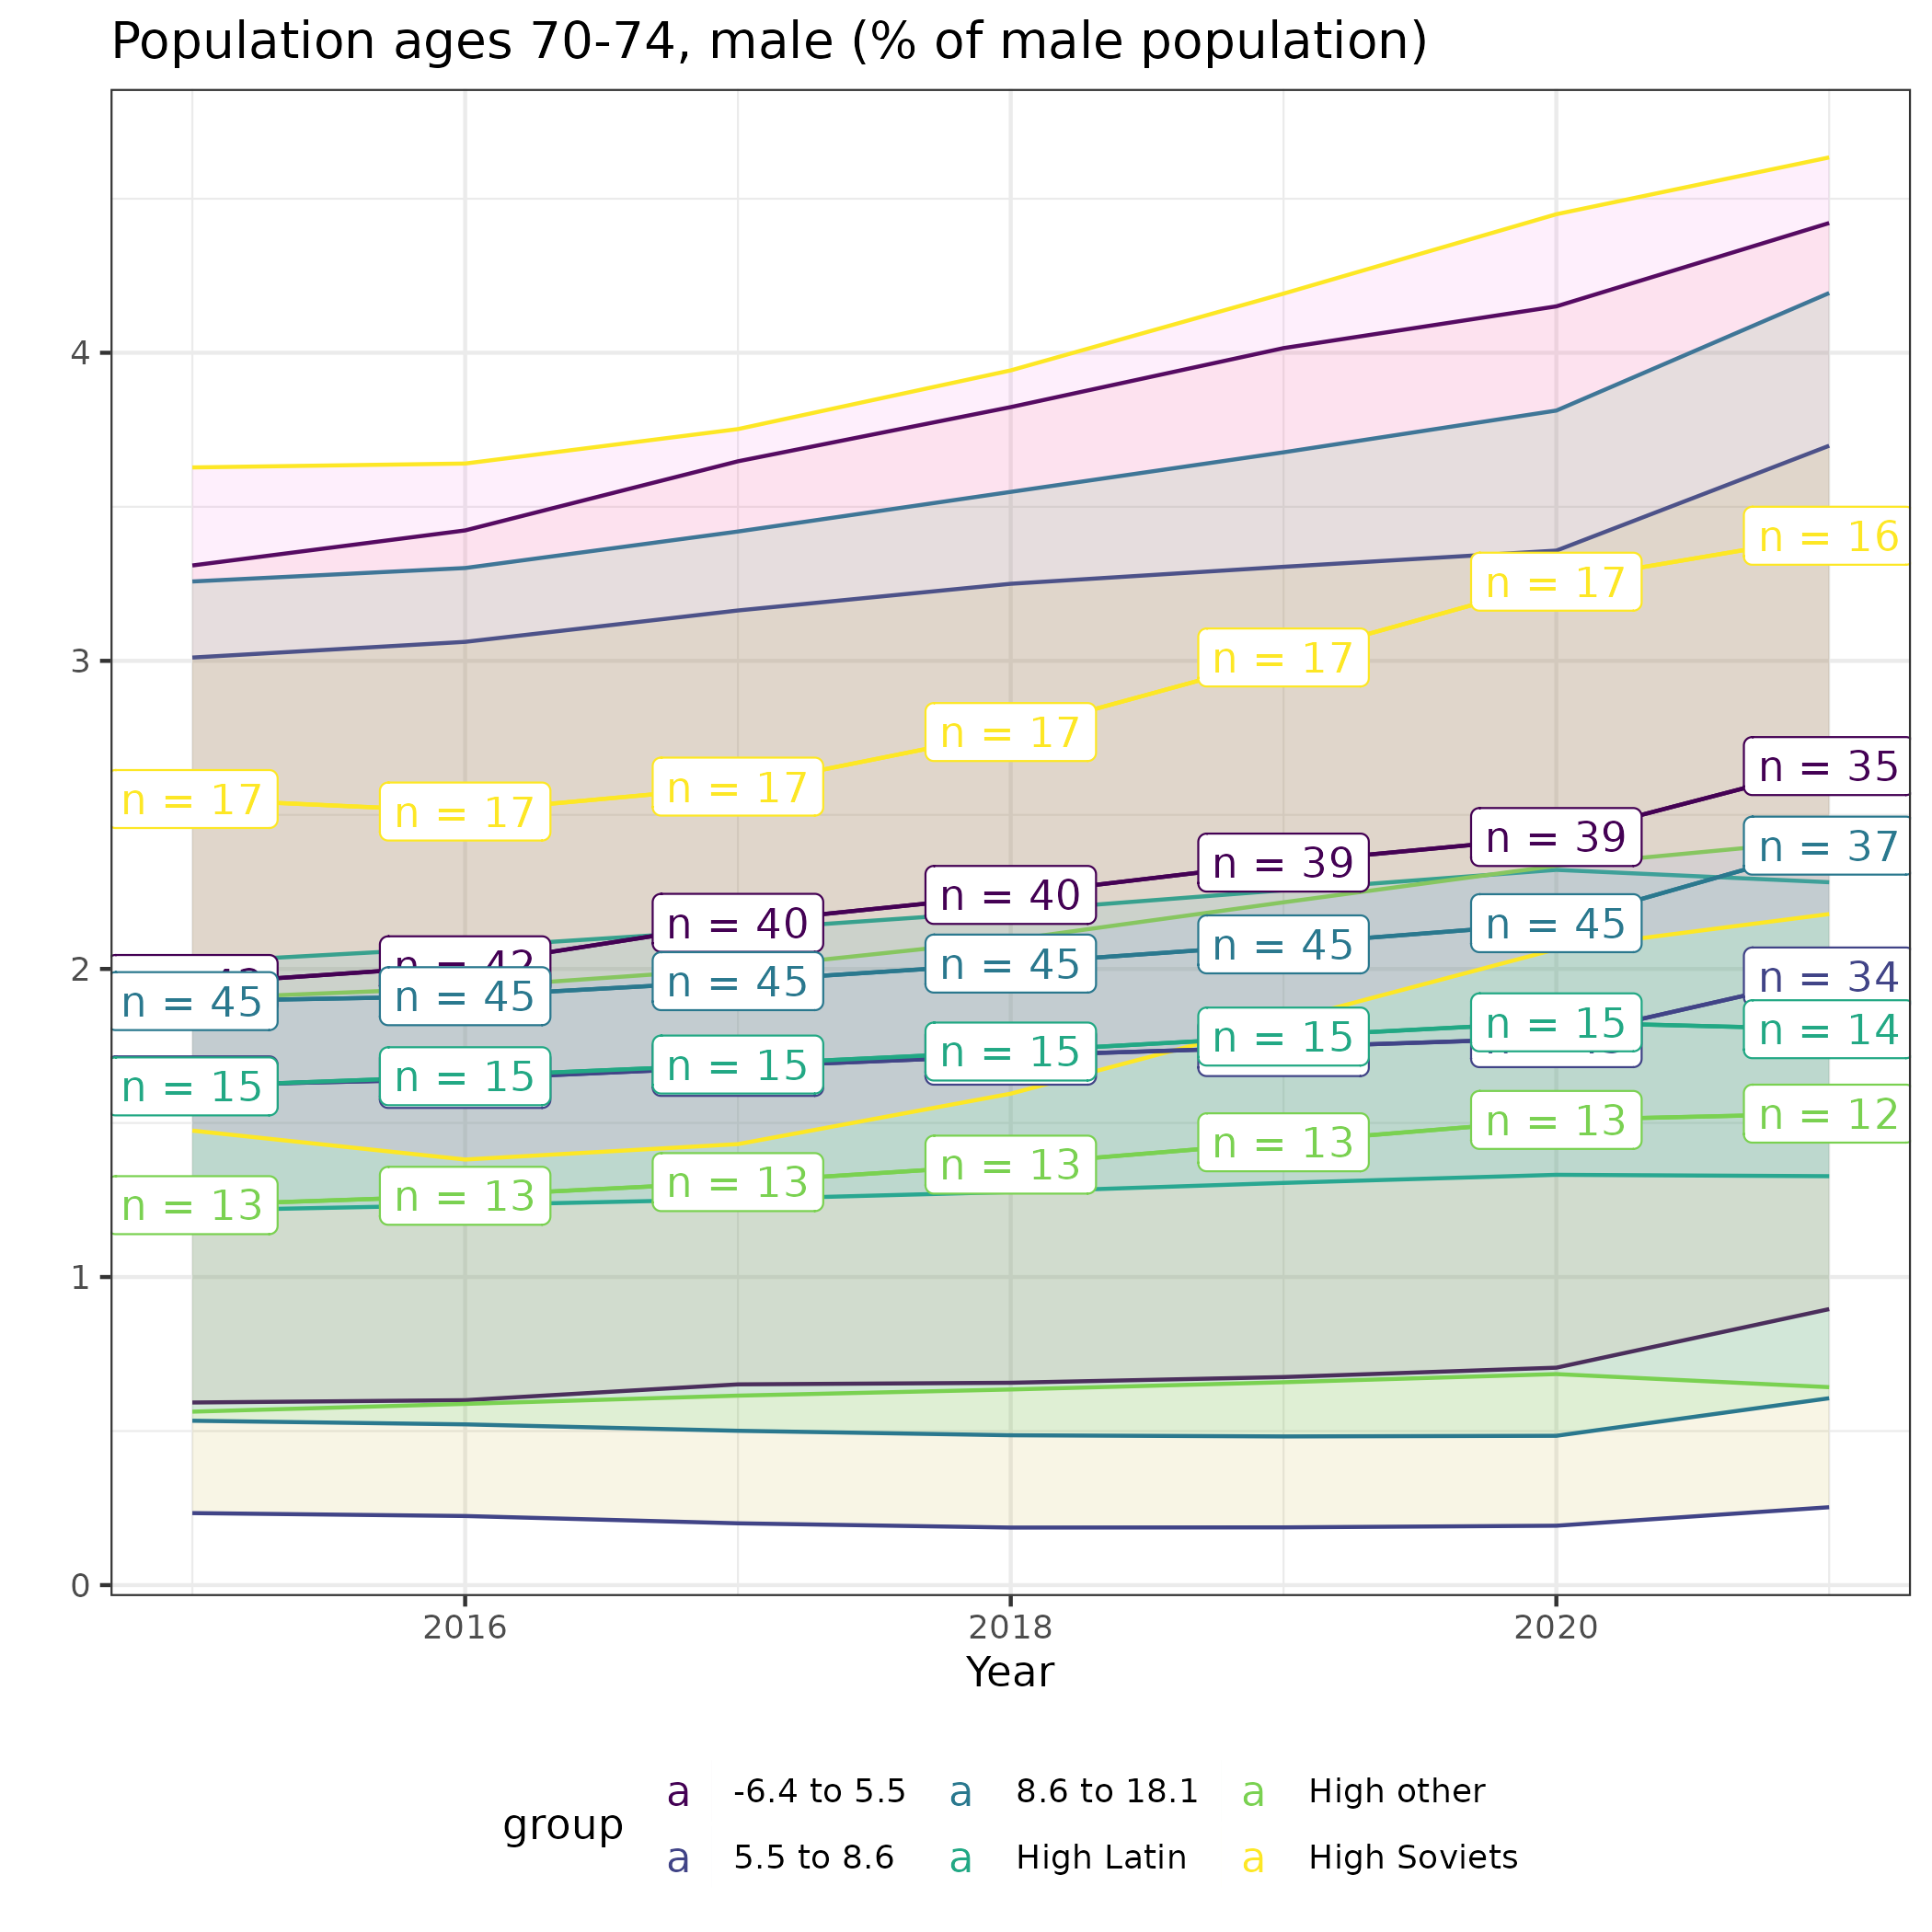 Population ages 70-74, male (% of male population)
4
3
2
1
0
n = 16
n = 17
n = 17
n = 17
n = 17
n = 17
n = 17
n = 35
n = 39
n = 39
n = 40
n = 40
n = 42
n = 37
n = 45
n = 45
n = 45
n = 45
n = 45
n = 45
n = 34
n = 14
n = 15
n = 15
n = 15
n = 15
n = 15
n = 15
n = 12
n = 13
n = 13
n = 13
n = 13
n = 13
n = 13
2016 2018 2020
Year
group
a -6.4 to 5.5 a 8.6 to 18.1 a High other
a 5.5 to 8.6 a High Latin a High Soviets